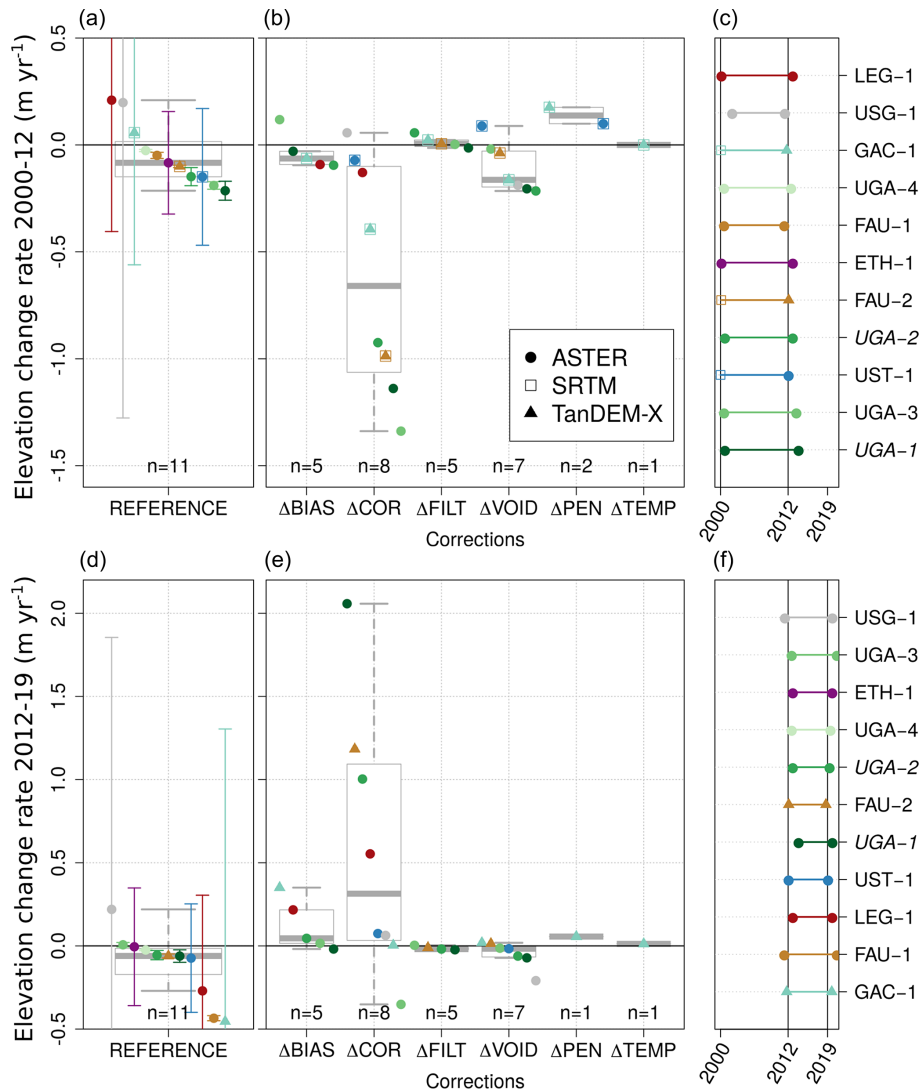 (a)
(b)
(c)
Elevation change rate 2000-12 (m yr⁻¹)
0.5
0.0
-0.5
-1.0
-1.5
n=11
REFERENCE
ASTER
SRTM
TanDEM-X
n=5
n=8
n=5
n=7
n=2
n=1
ΔBIAS
ΔCOR
ΔFILT
ΔVOID
ΔPEN
ΔTEMP
Corrections
LEG-1
USG-1
GAC-1
UGA-4
FAU-1
ETH-1
FAU-2
UGA-2
UST-1
UGA-3
UGA-1
2000
2012
2019
(d)
(e)
(f)
Elevation change rate 2012-19 (m yr⁻¹)
2.0
1.5
1.0
0.5
0.0
-0.5
n=11
REFERENCE
n=5
n=8
n=5
n=7
n=1
n=1
ΔBIAS
ΔCOR
ΔFILT
ΔVOID
ΔPEN
ΔTEMP
Corrections
USG-1
UGA-3
ETH-1
UGA-4
UGA-2
FAU-2
UGA-1
UST-1
LEG-1
FAU-1
GAC-1
2000
2012
2019